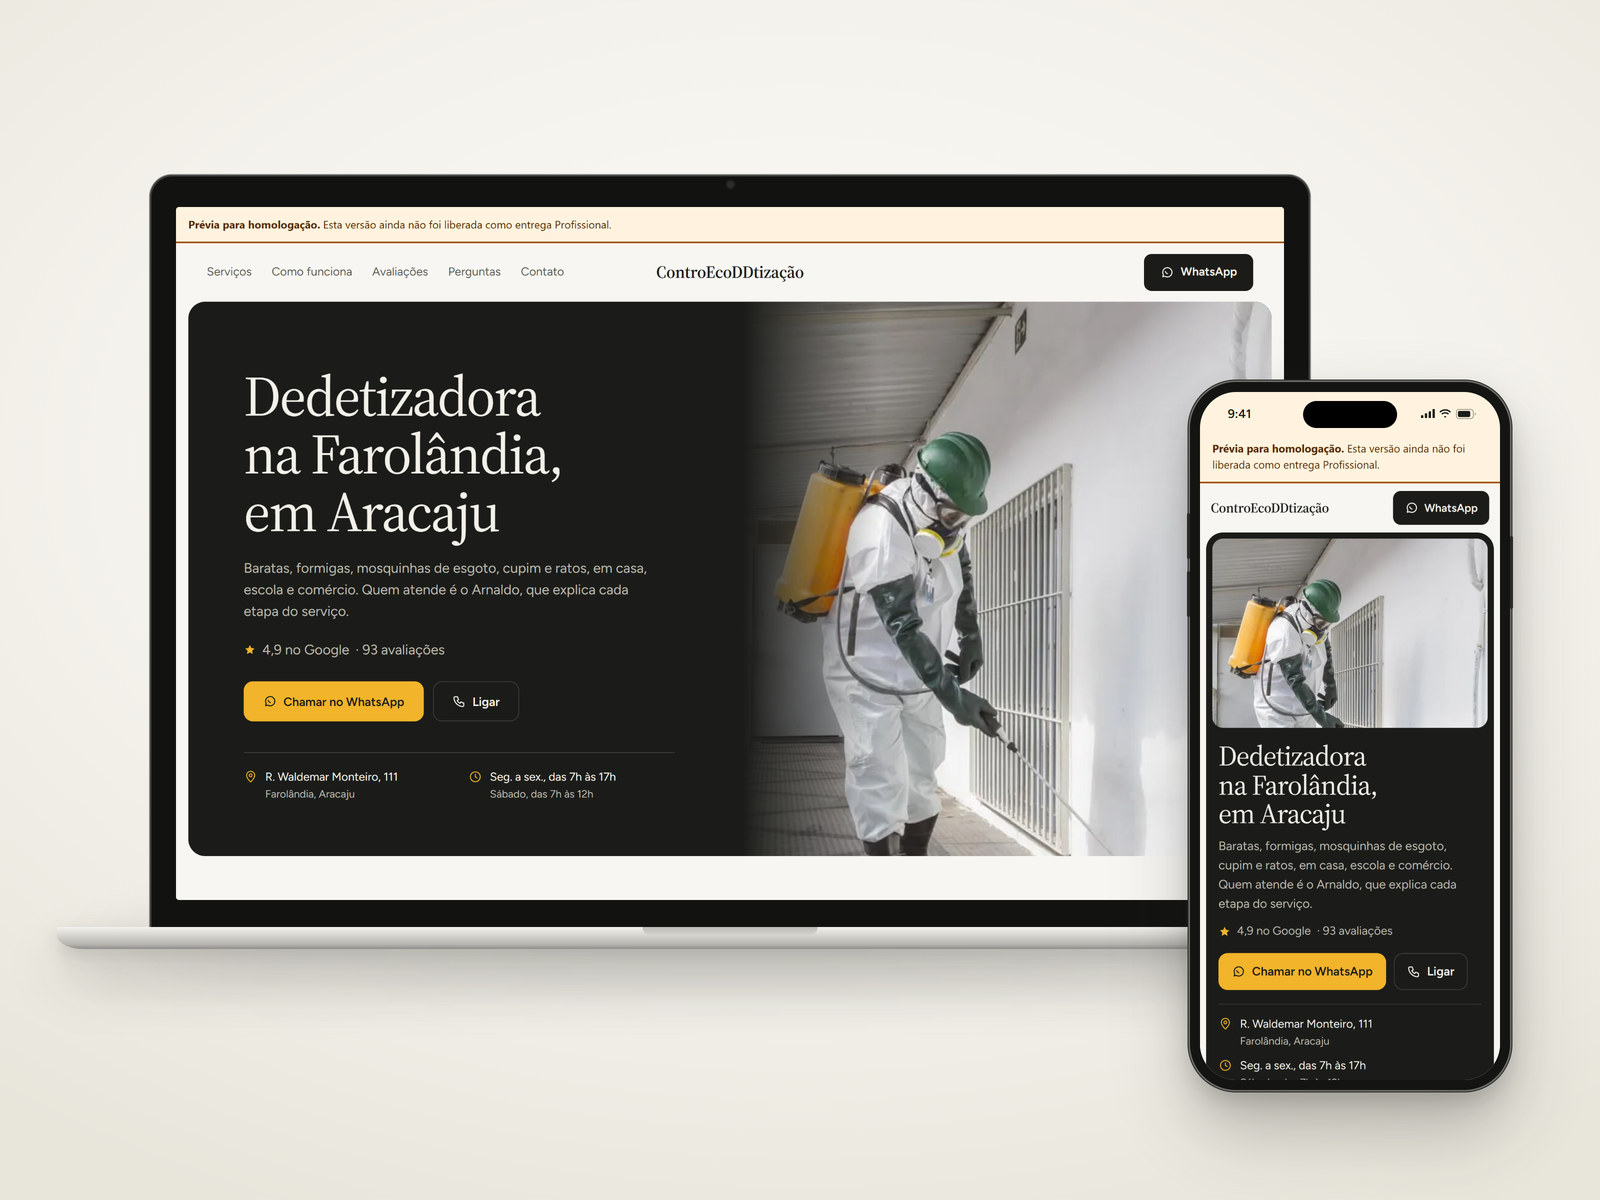 Prévia para homologação. Esta versão ainda não foi liberada como entrega Profissional.
Serviços Como funciona Avaliações Perguntas Contato
ControEcoDDtização
WhatsApp
Dedetizadora
na Farolândia,
em Aracaju
Baratas, formigas, mosquinhas de esgoto, cupim e ratos, em casa,
escola e comércio. Quem atende é o Arnaldo, que explica cada
etapa do serviço.
4,9 no Google · 93 avaliações
Chamar no WhatsApp
Ligar
R. Waldemar Monteiro, 111
Farolândia, Aracaju
Seg. a sex., das 7h às 17h
Sábado, das 7h às 12h
9:41
Prévia para homologação. Esta versão ainda não foi
liberada como entrega Profissional.
ControEcoDDtização
WhatsApp
Dedetizadora
na Farolândia,
em Aracaju
Baratas, formigas, mosquinhas de esgoto,
cupim e ratos, em casa, escola e comércio.
Quem atende é o Arnaldo, que explica cada
etapa do serviço.
4,9 no Google · 93 avaliações
Chamar no WhatsApp
Ligar
R. Waldemar Monteiro, 111
Farolândia, Aracaju
Seg. a sex., das 7h às 17h